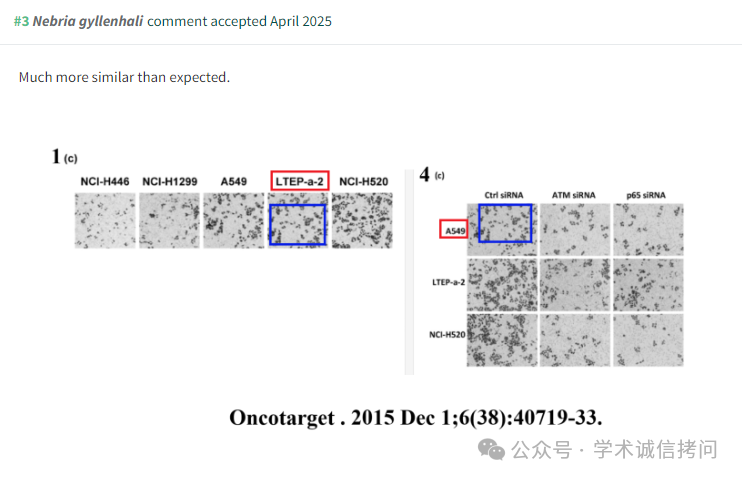 #3 Nebria gyllenhali comment accepted April 2025
Much more similar than expected.
1 (c)
NCI-H446 NCI-H1299 A549 LTEP-a-2 NCI-H520
4 (c)
Ctrl siRNA ATM siRNA p65 siRNA
A549
LTEP-a-2
NCI-H520
Oncotarget . 2015 Dec 1;6(38):40719-33.
公众号 · 学术诚信拷问